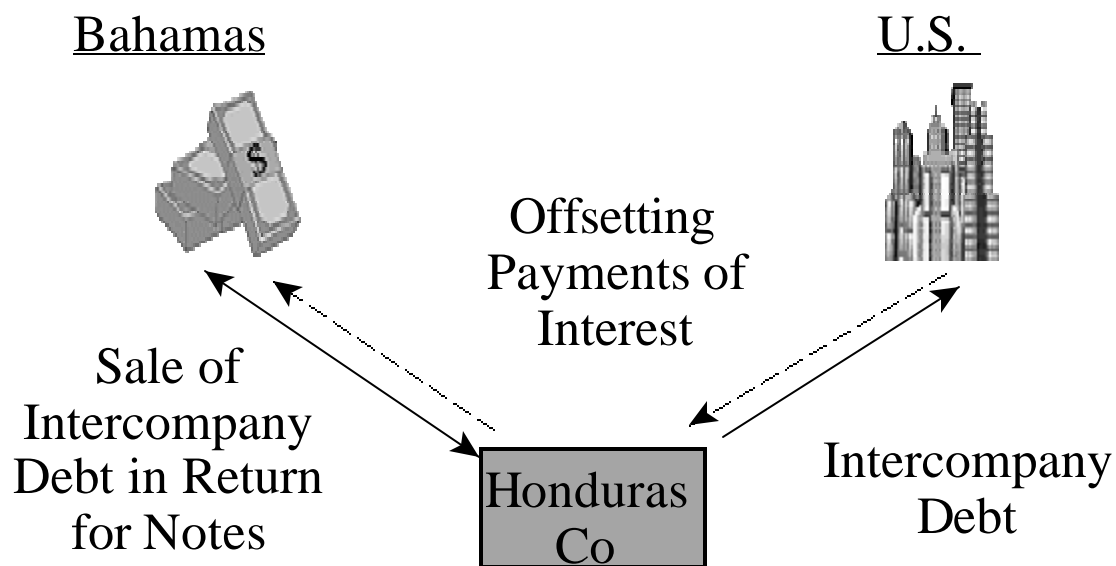 Bahamas
U.S.
$
Offsetting
Payments of
Interest
Sale of
Intercompany
Debt in Return
for Notes
Intercompany
Debt
Honduras
Co